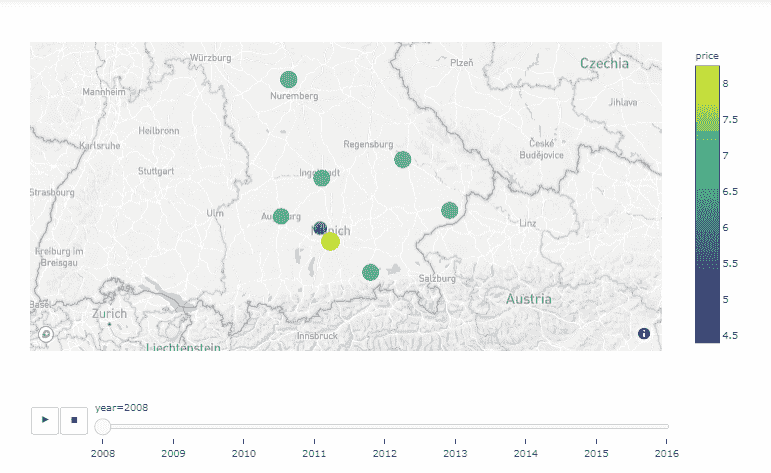 price
Würzburg
Plzeň
Czechia
8
Mannheim
Nuremberg
Jihlava
7.5
Heilbronn
Karlsruhe
Regensburg
České
Budějovice
7
Stuttgart
Ingolstadt
Strasbourg
6.5
Ulm
Augsburg
Linz
Munich
6
Freiburg im
Breisgau
5.5
Salzburg
Basel
Zurich
Austria
5
Innsbruck
Liechtenstein
4.5
year=2008
2008 2009 2010 2011 2012 2013 2014 2015 2016